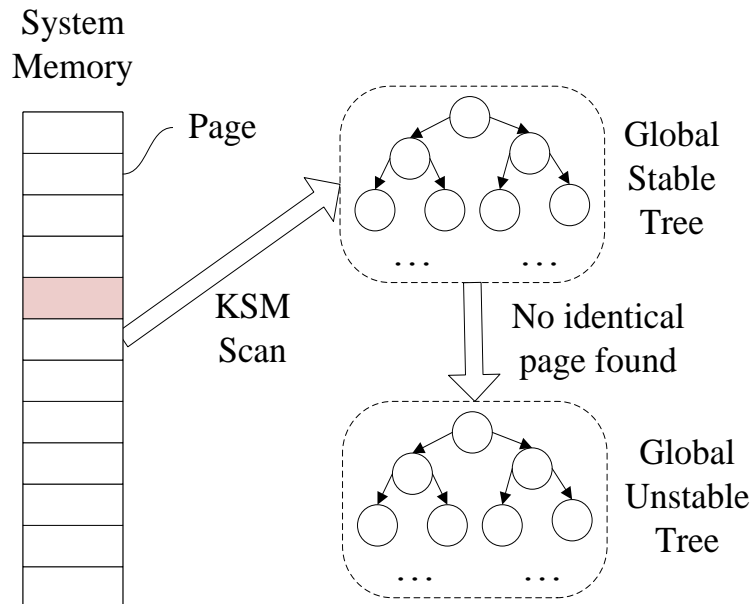 System
Memory
Page
Global
Stable
Tree
. . .
. . .
KSM
Scan
No identical
page found
Global
Unstable
Tree
. . .
. . .